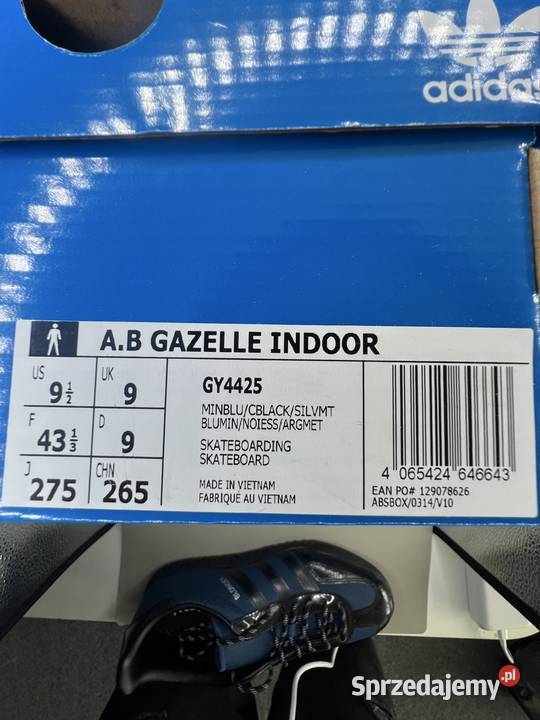 adidas
A.B GAZELLE INDOOR
US 9 1/2 UK 9
F 43 1/3 D 9
J 275 CHN 265
GY4425
MINBLU/CBLACK/SILVMT
BLUMIN/NOIESS/ARGMET
SKATEBOARDING
SKATEBOARD
MADE IN VIETNAM
FABRIQUÉ AU VIETNAM
4 065424 646643
EAN PO# 129078626
ABSBOX/0314/V10
Sprzedajemy.pl